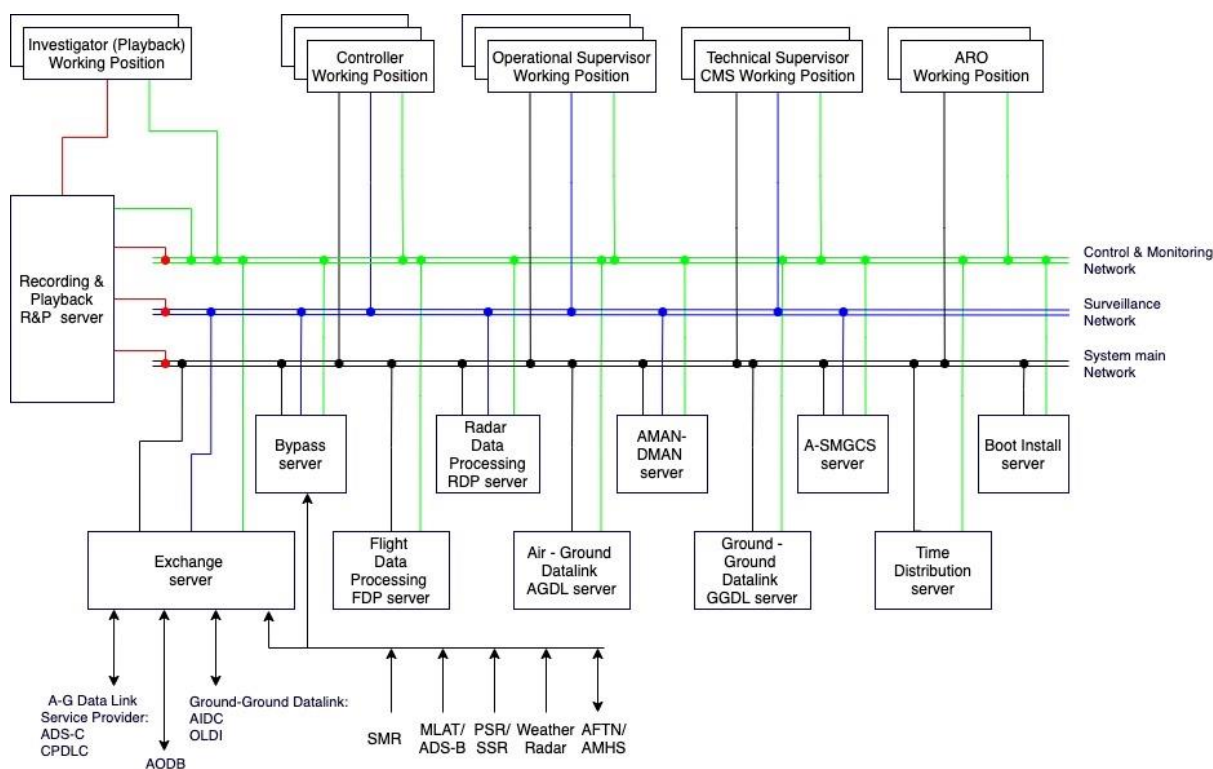 Investigator (Playback)
Working Position
Controller
Working Position
Operational Supervisor
Working Position
Technical Supervisor
CMS Working Position
ARO
Working Position
Recording &
Playback
R&P server
Control & Monitoring
Network
Surveillance
Network
System main
Network
Bypass
server
Radar
Data
Processing
RDP server
AMAN-
DMAN
server
A-SMGCS
server
Boot Install
server
Exchange
server
Flight
Data
Processing
FDP server
Air - Ground
Datalink
AGDL server
Ground -
Ground
Datalink
GGDL server
Time
Distribution
server
A-G Data Link
Service Provider:
ADS-C
CPDLC
AODB
Ground-Ground Datalink:
AIDC
OLDI
SMR
MLAT/
ADS-B
PSR/
SSR
Weather
Radar
AFTN/
AMHS